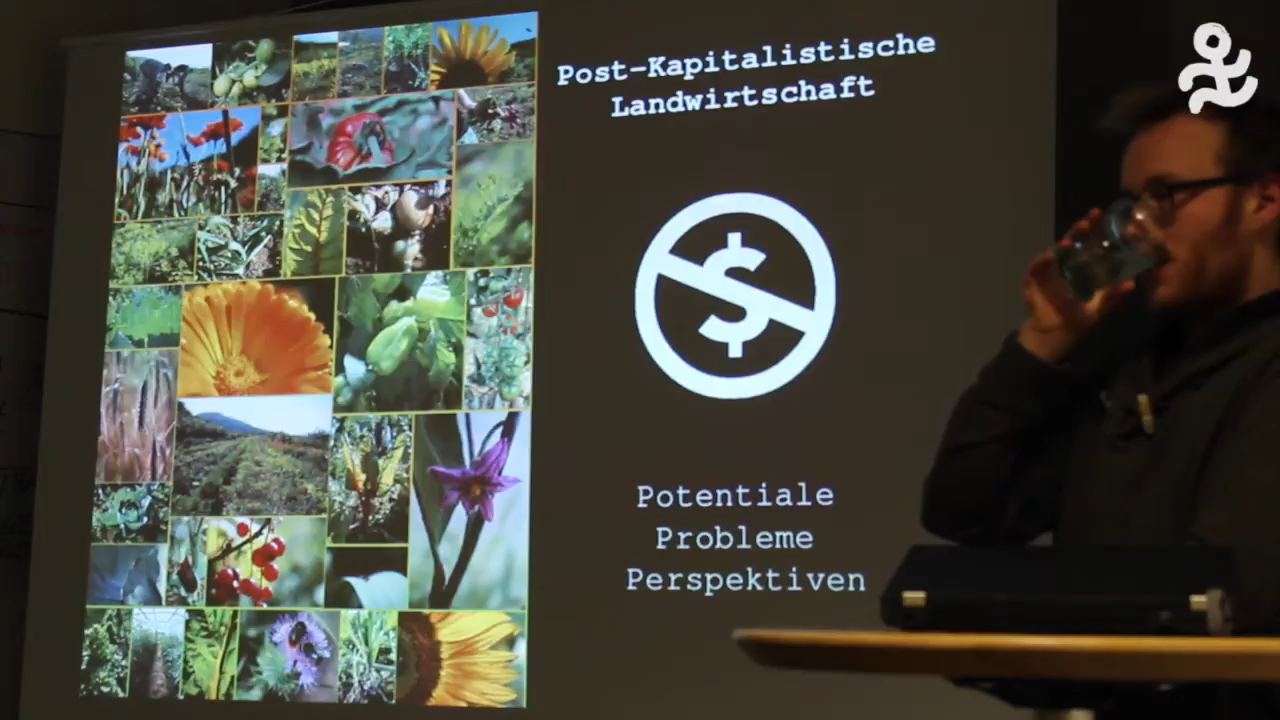 Post-Kapitalistische
Landwirtschaft
$
Potentiale
Probleme
Perspektiven